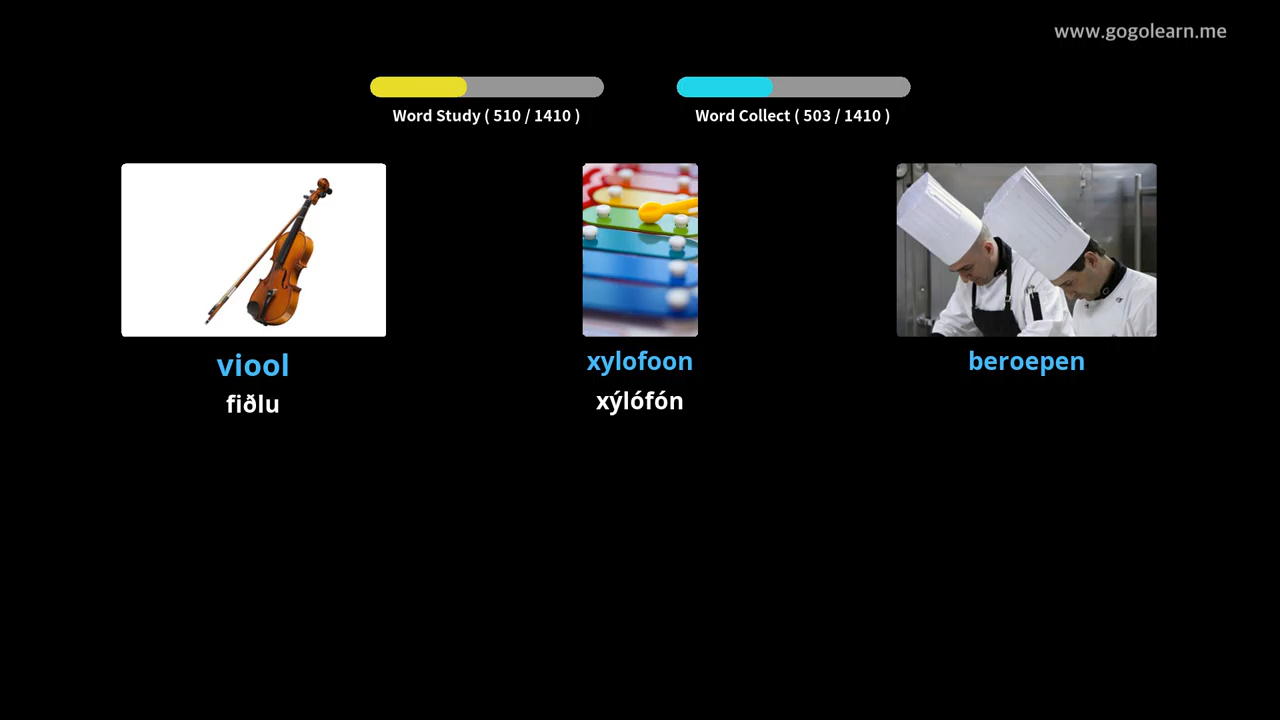 www.gogolearn.me
Word Study ( 510 / 1410 )
Word Collect ( 503 / 1410 )
viool
fiðlu
xylofoon
xýlófón
beroepen